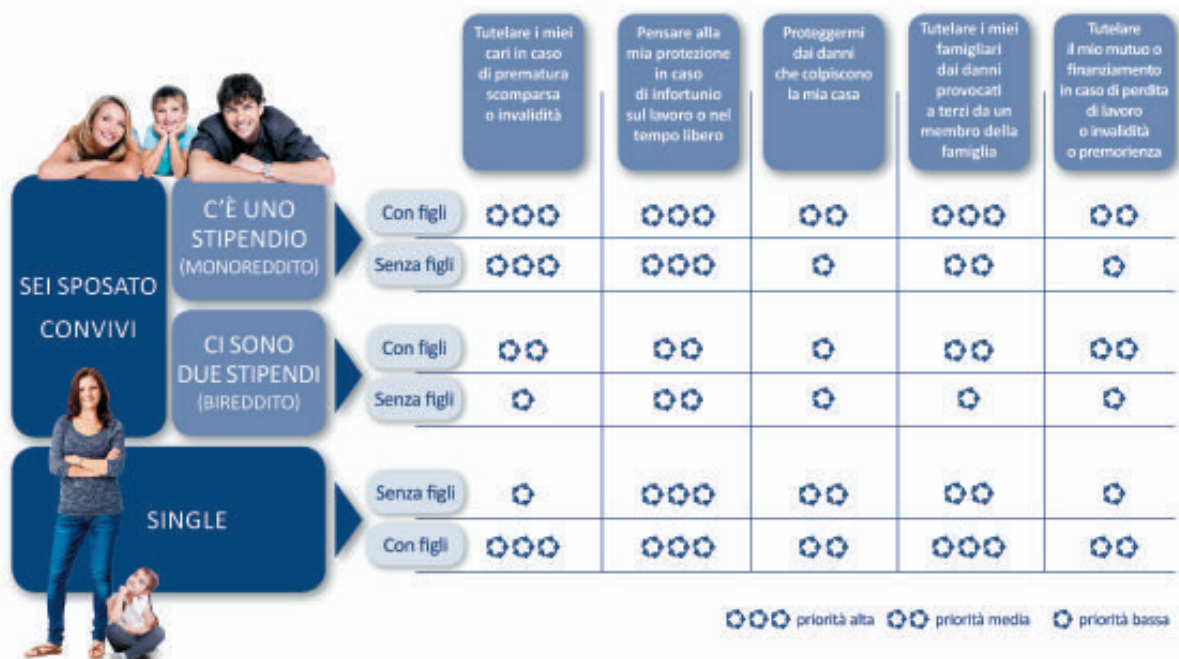 Tutelare i miei
cari in caso
di prematura
scomparsa
o invalidità
Pensare alla
mia protezione
in caso
di infortunio
sul lavoro o nel
tempo libero
Proteggermi
dai danni
che colpiscono
la mia casa
Tutelare i miei
famigliari
dai danni
provocati
a terzi da un
membro della
famiglia
Tutelare
il mio mutuo o
finanziamento
in caso di perdita
di lavoro
o invalidità
o premorienza
SEI SPOSATO
CONVIVI
C'È UNO
STIPENDIO
(MONOREDDITO)
Con figli
Senza figli
CI SONO
DUE STIPENDI
(BIREDDITO)
Con figli
Senza figli
SINGLE
Senza figli
Con figli
priorità alta
priorità media
priorità bassa